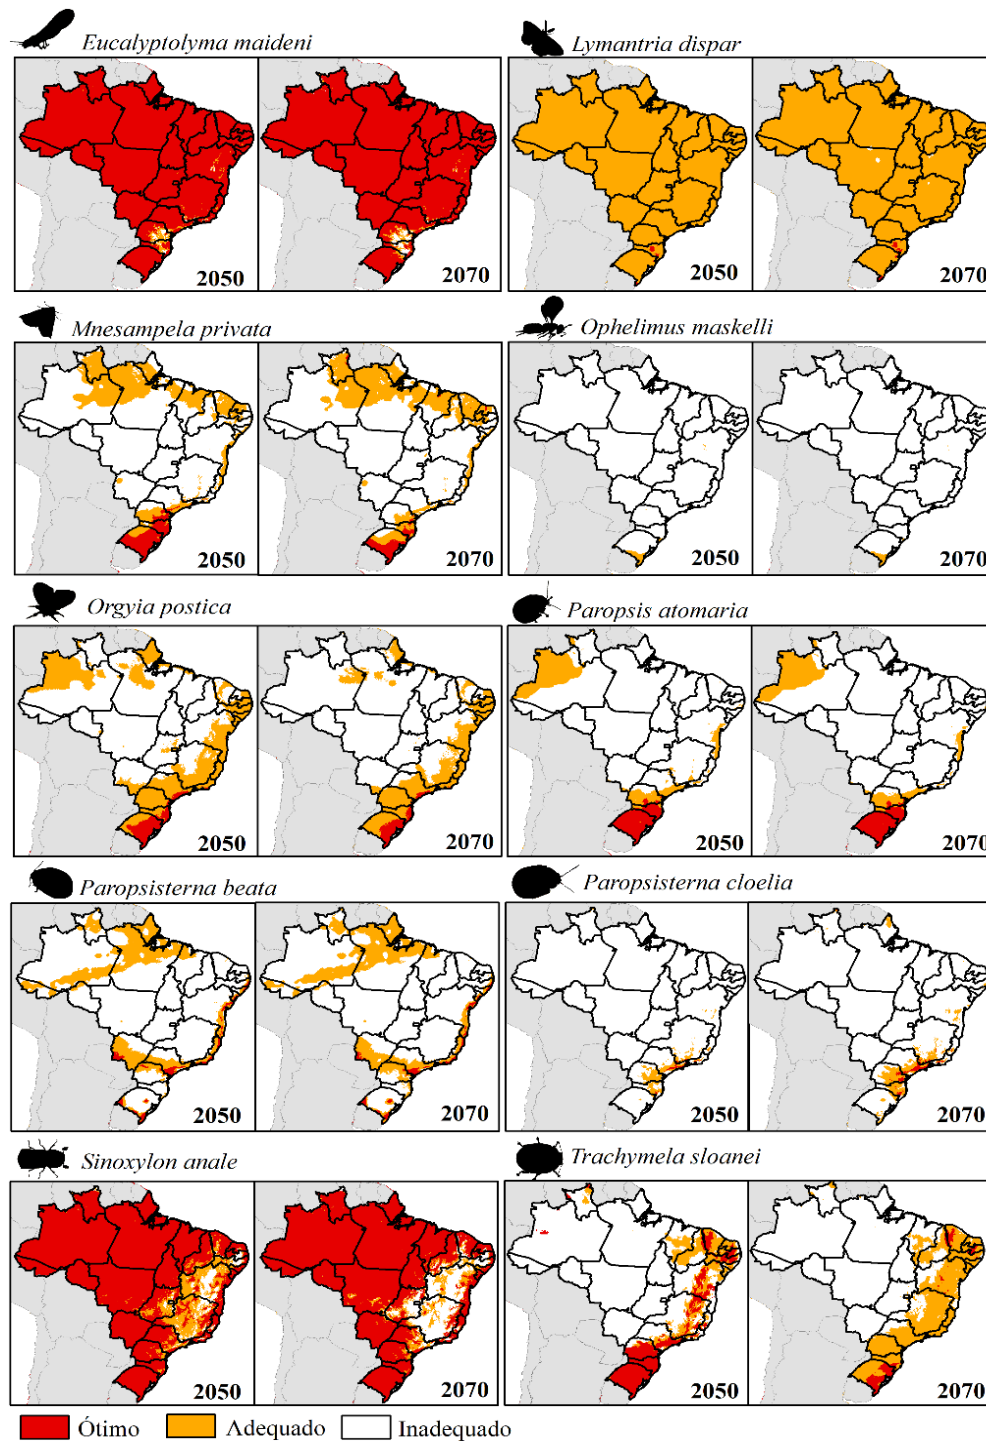 Eucalyptolyma maideni
Lymantria dispar
2050
2070
2050
2070
Mnesampela privata
Ophelimus maskelli
2050
2070
2050
2070
Orgyia postica
Paropsis atomaria
2050
2070
2050
2070
Paropsisterna beata
Paropsisterna cloelia
2050
2070
2050
2070
Sinoxylon anale
Trachymela sloanei
2050
2070
2050
2070
Ótimo
Adequado
Inadequado